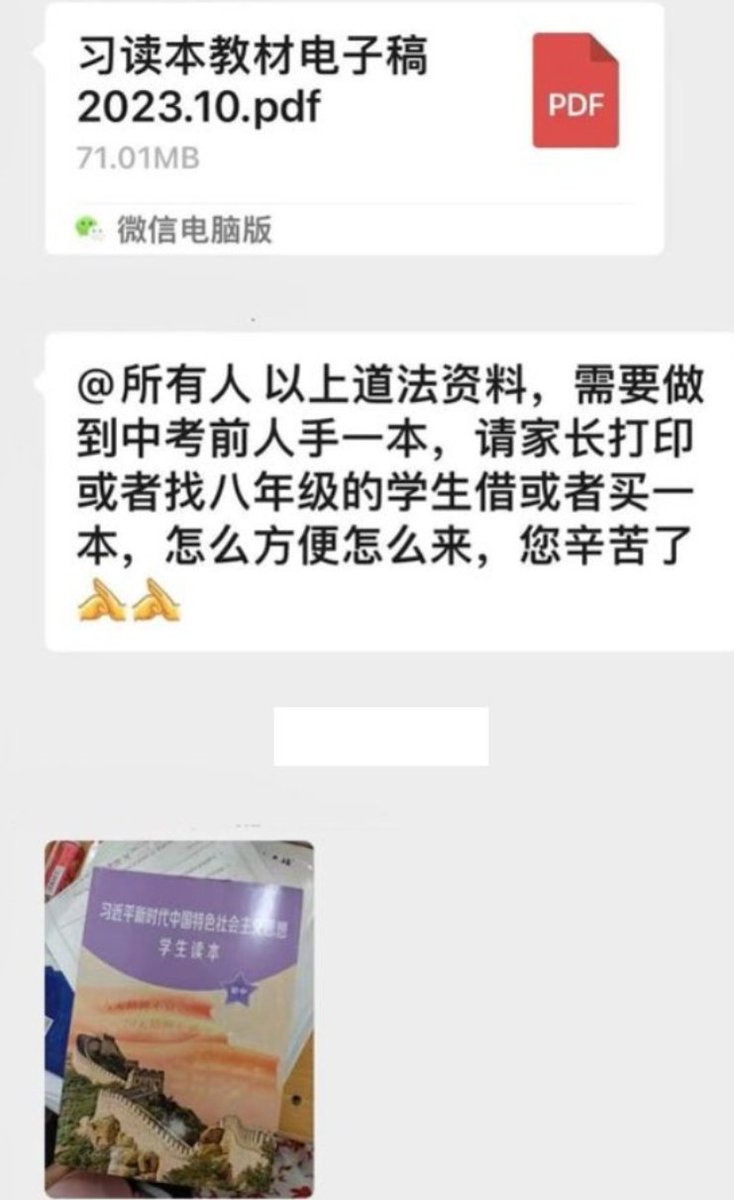 习读本教材电子稿
2023.10.pdf
PDF
71.01MB
微信电脑版
@所有人 以上道法资料，需要做
到中考前人手一本，请家长打印
或者找八年级的学生借或者买一
本，怎么方便怎么来，您辛苦了
习近平新时代中国特色社会主义思想
学生读本
初中